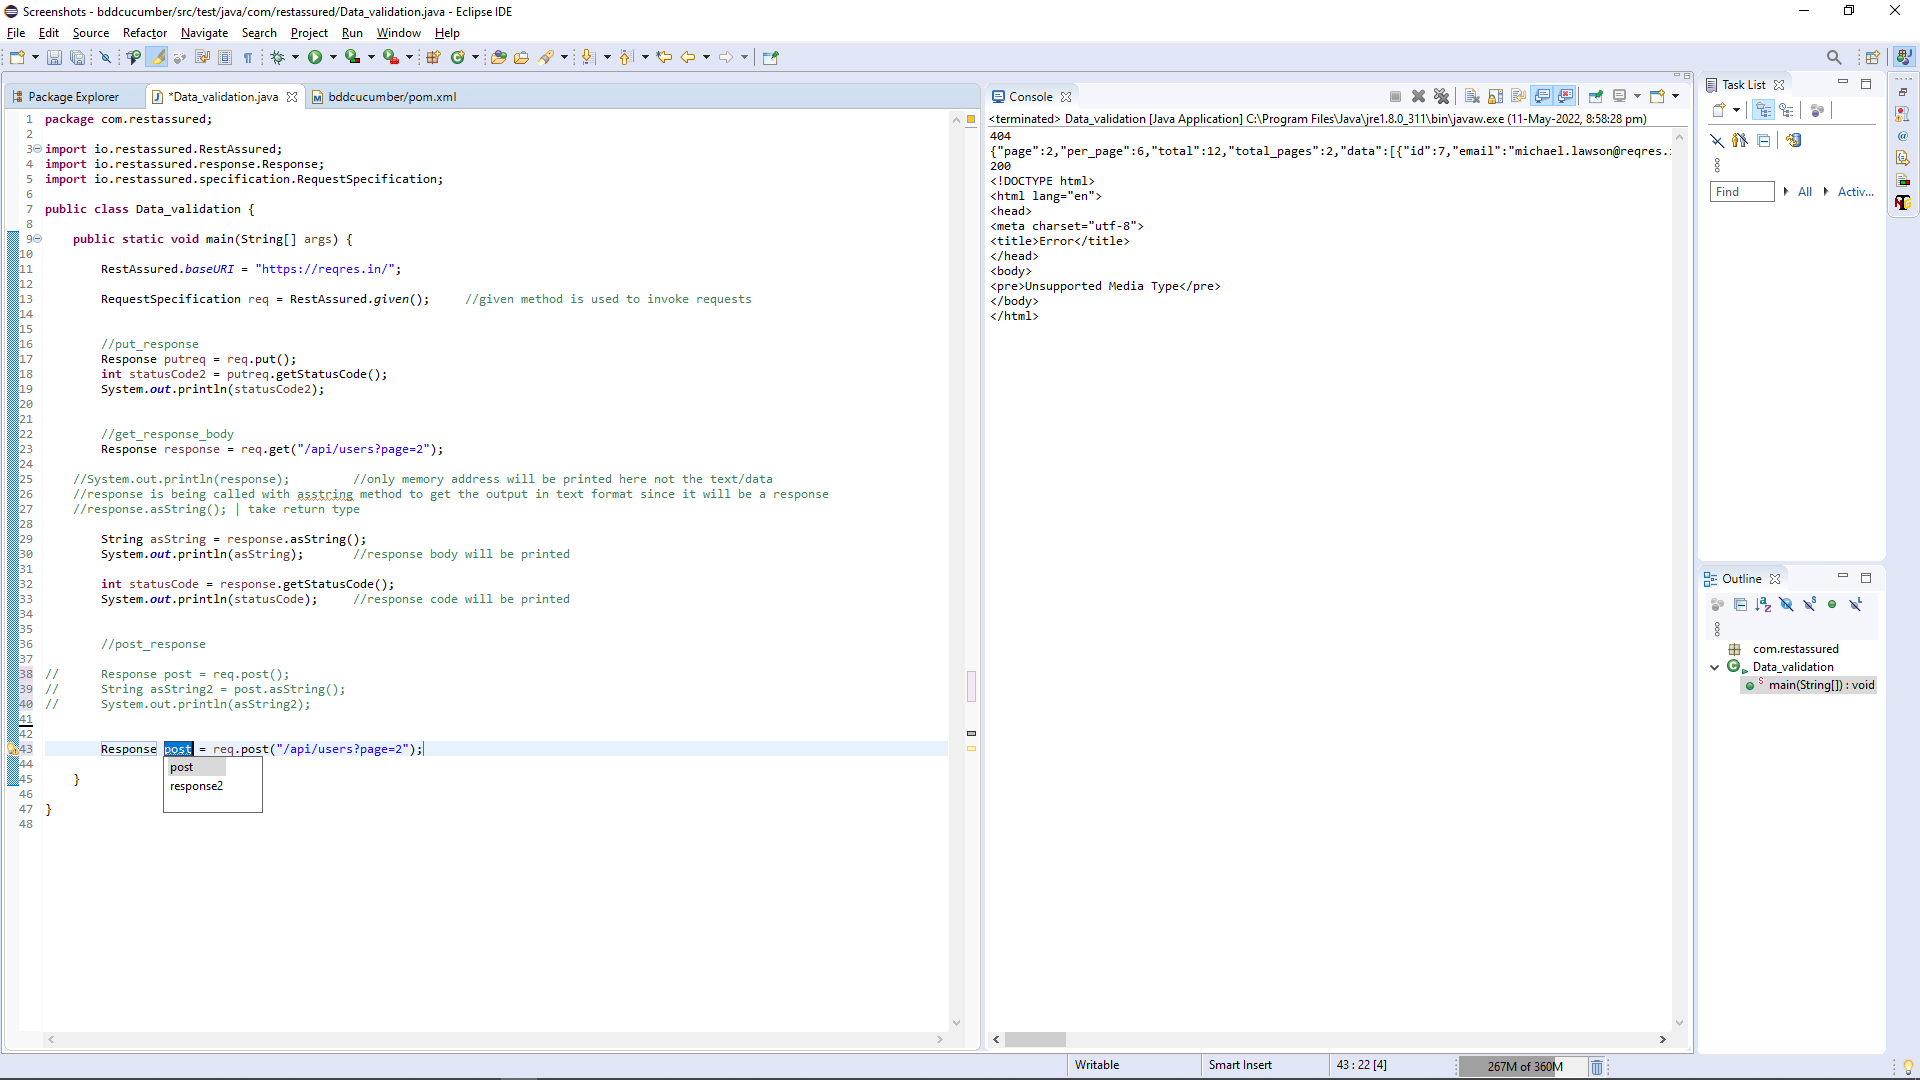 Screenshots - bddcucumber/src/test/java/com/restassured/Data_validation.java - Eclipse IDE
File Edit Source Refactor Navigate Search Project Run Window Help
Package Explorer *Data_validation.java bddcucumber/pom.xml
1 package com.restassured;
2
3 import io.restassured.RestAssured;
4 import io.restassured.response.Response;
5 import io.restassured.specification.RequestSpecification;
6
7 public class Data_validation {
8
9 public static void main(String[] args) {
10
11 RestAssured.baseURI = "https://reqres.in/";
12
13 RequestSpecification req = RestAssured.given(); //given method is used to invoke requests
14
15
16 //put_response
17 Response putreq = req.put();
18 int statusCode2 = putreq.getStatusCode();
19 System.out.println(statusCode2);
20
21
22 //get_response_body
23 Response response = req.get("/api/users?page=2");
24
25 //System.out.println(response); //only memory address will be printed here not the text/data
26 //response is being called with asstring method to get the output in text format since it will be a response
27 //response.asString(); | take return type
28
29 String asString = response.asString();
30 System.out.println(asString); //response body will be printed
31
32 int statusCode = response.getStatusCode();
33 System.out.println(statusCode); //response code will be printed
34
35
36 //post_response
37
38 // Response post = req.post();
39 // String asString2 = post.asString();
40 // System.out.println(asString2);
41
42
43 Response post = req.post("/api/users?page=2");
44
post
45 }
response2
46
47 }
48
Console
<terminated> Data_validation [Java Application] C:\Program Files\Java\jre1.8.0_311\bin\javaw.exe (11-May-2022, 8:58:28 pm)
404
{"page":2,"per_page":6,"total":12,"total_pages":2,"data":[{"id":7,"email":"michael.lawson@reqres.i
200
<!DOCTYPE html>
<html lang="en">
<head>
<meta charset="utf-8">
<title>Error</title>
</head>
<body>
<pre>Unsupported Media Type</pre>
</body>
</html>
Task List
Find All Activ...
Outline
com.restassured
Data_validation
main(String[]) : void
Writable Smart Insert 43 : 22 [4] 267M of 360M